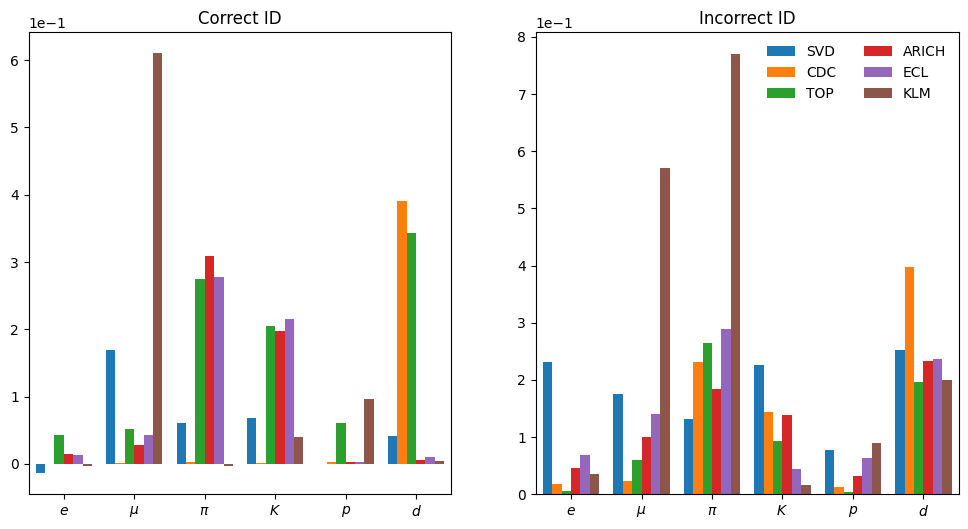 Correct ID
1e−1
6
5
4
3
2
1
0
e μ π K p d
Incorrect ID
1e−1
8
7
6
5
4
3
2
1
0
e μ π K p d
SVD ARICH
CDC ECL
TOP KLM